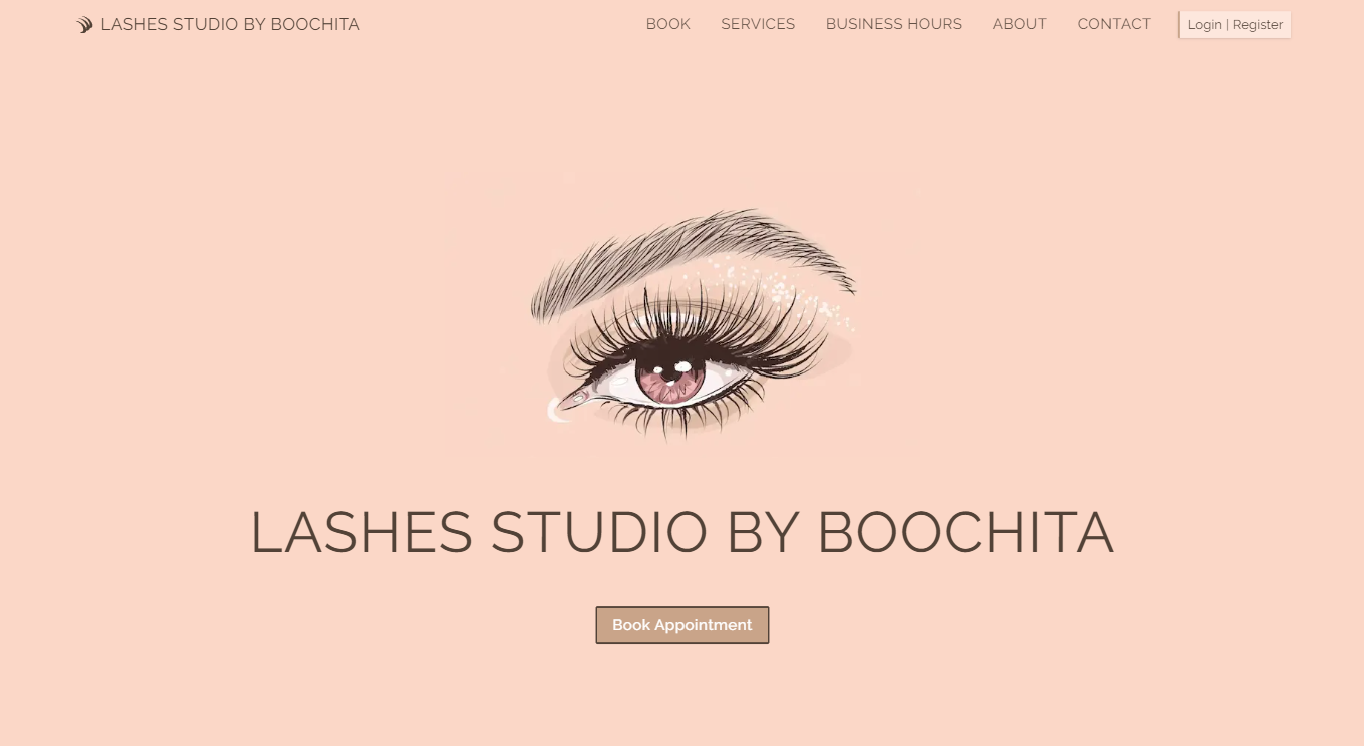 LASHES STUDIO BY BOOCHITA
BOOK SERVICES BUSINESS HOURS ABOUT CONTACT Login | Register
LASHES STUDIO BY BOOCHITA
Book Appointment